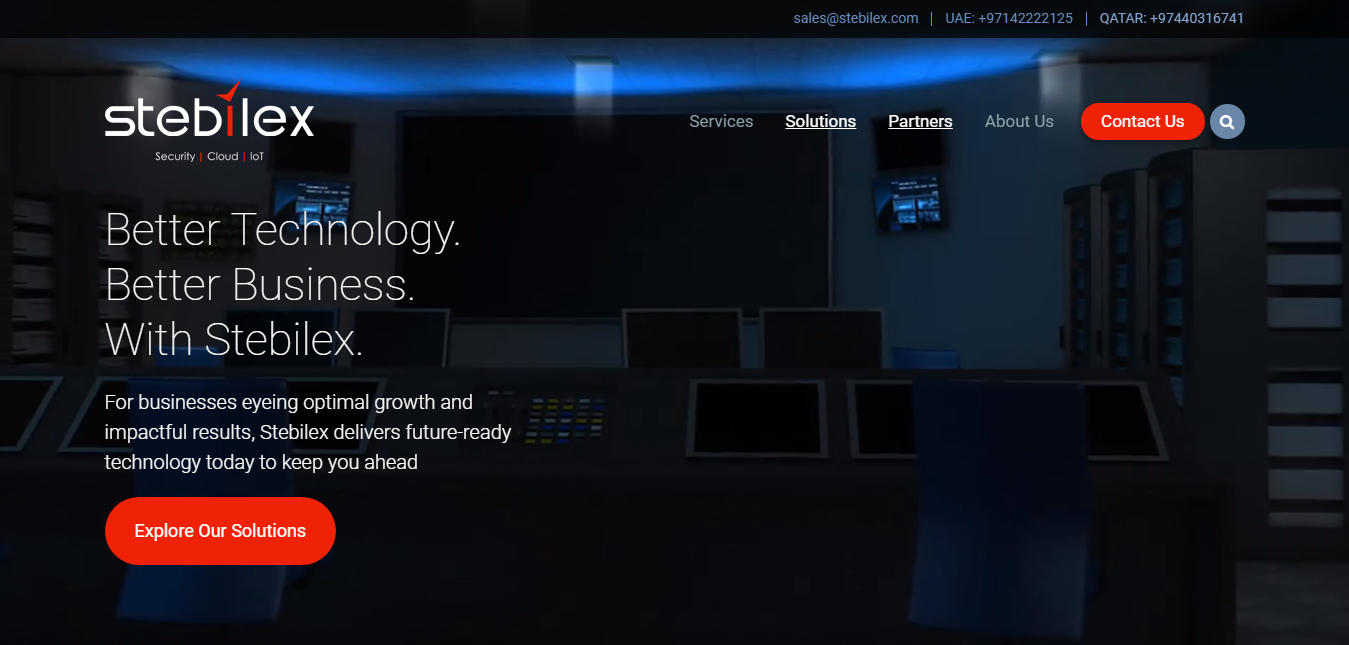 sales@stebilex.com | UAE: +97142222125 | QATAR: +97440316741
stebilex
Security | Cloud | IoT
Services Solutions Partners About Us Contact Us
Better Technology.
Better Business.
With Stebilex.
For businesses eyeing optimal growth and
impactful results, Stebilex delivers future-ready
technology today to keep you ahead
Explore Our Solutions